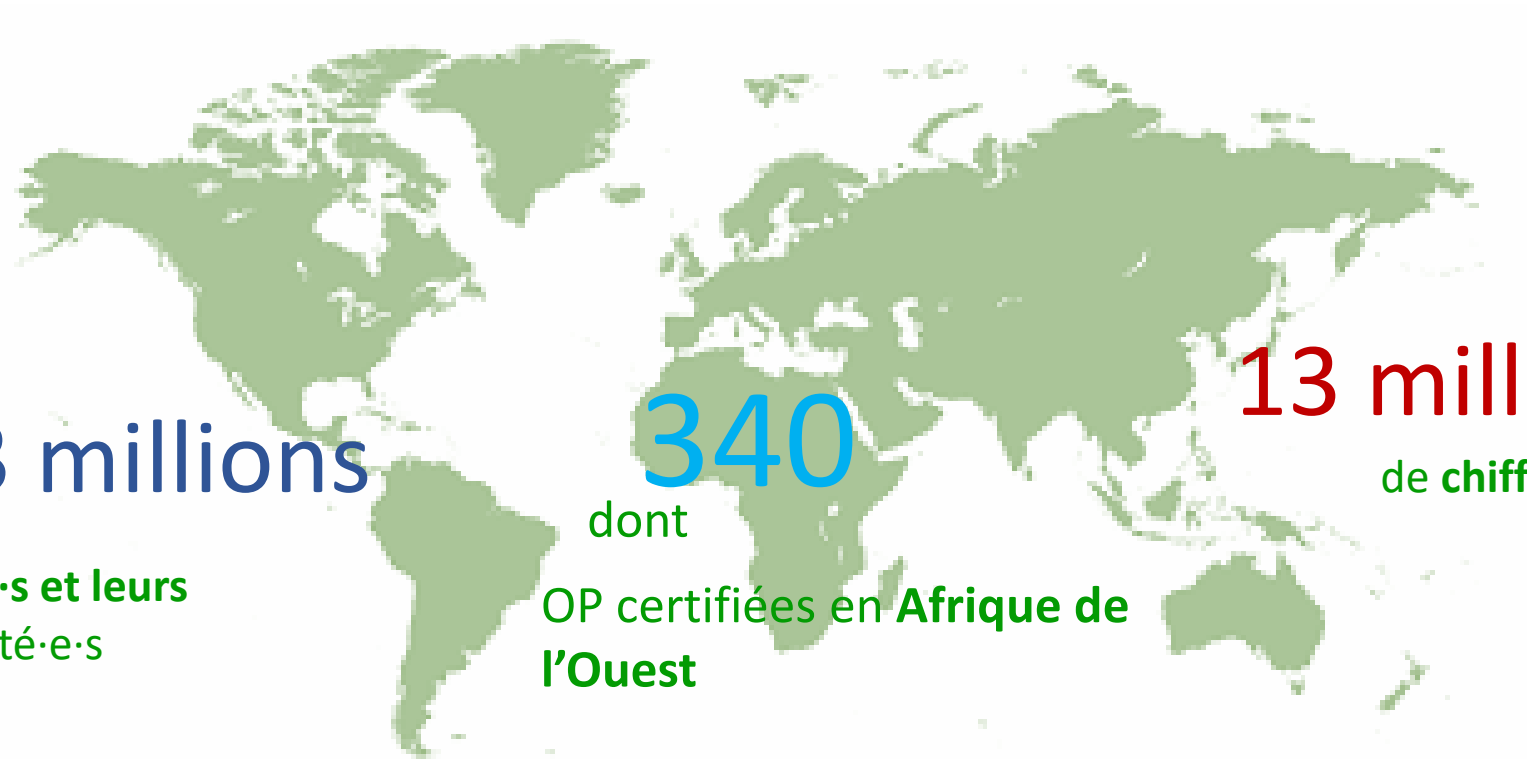 millions
·s et leurs
té·e·s
340
dont
OP certifiées en Afrique de
l'Ouest
13 mill
de chiff